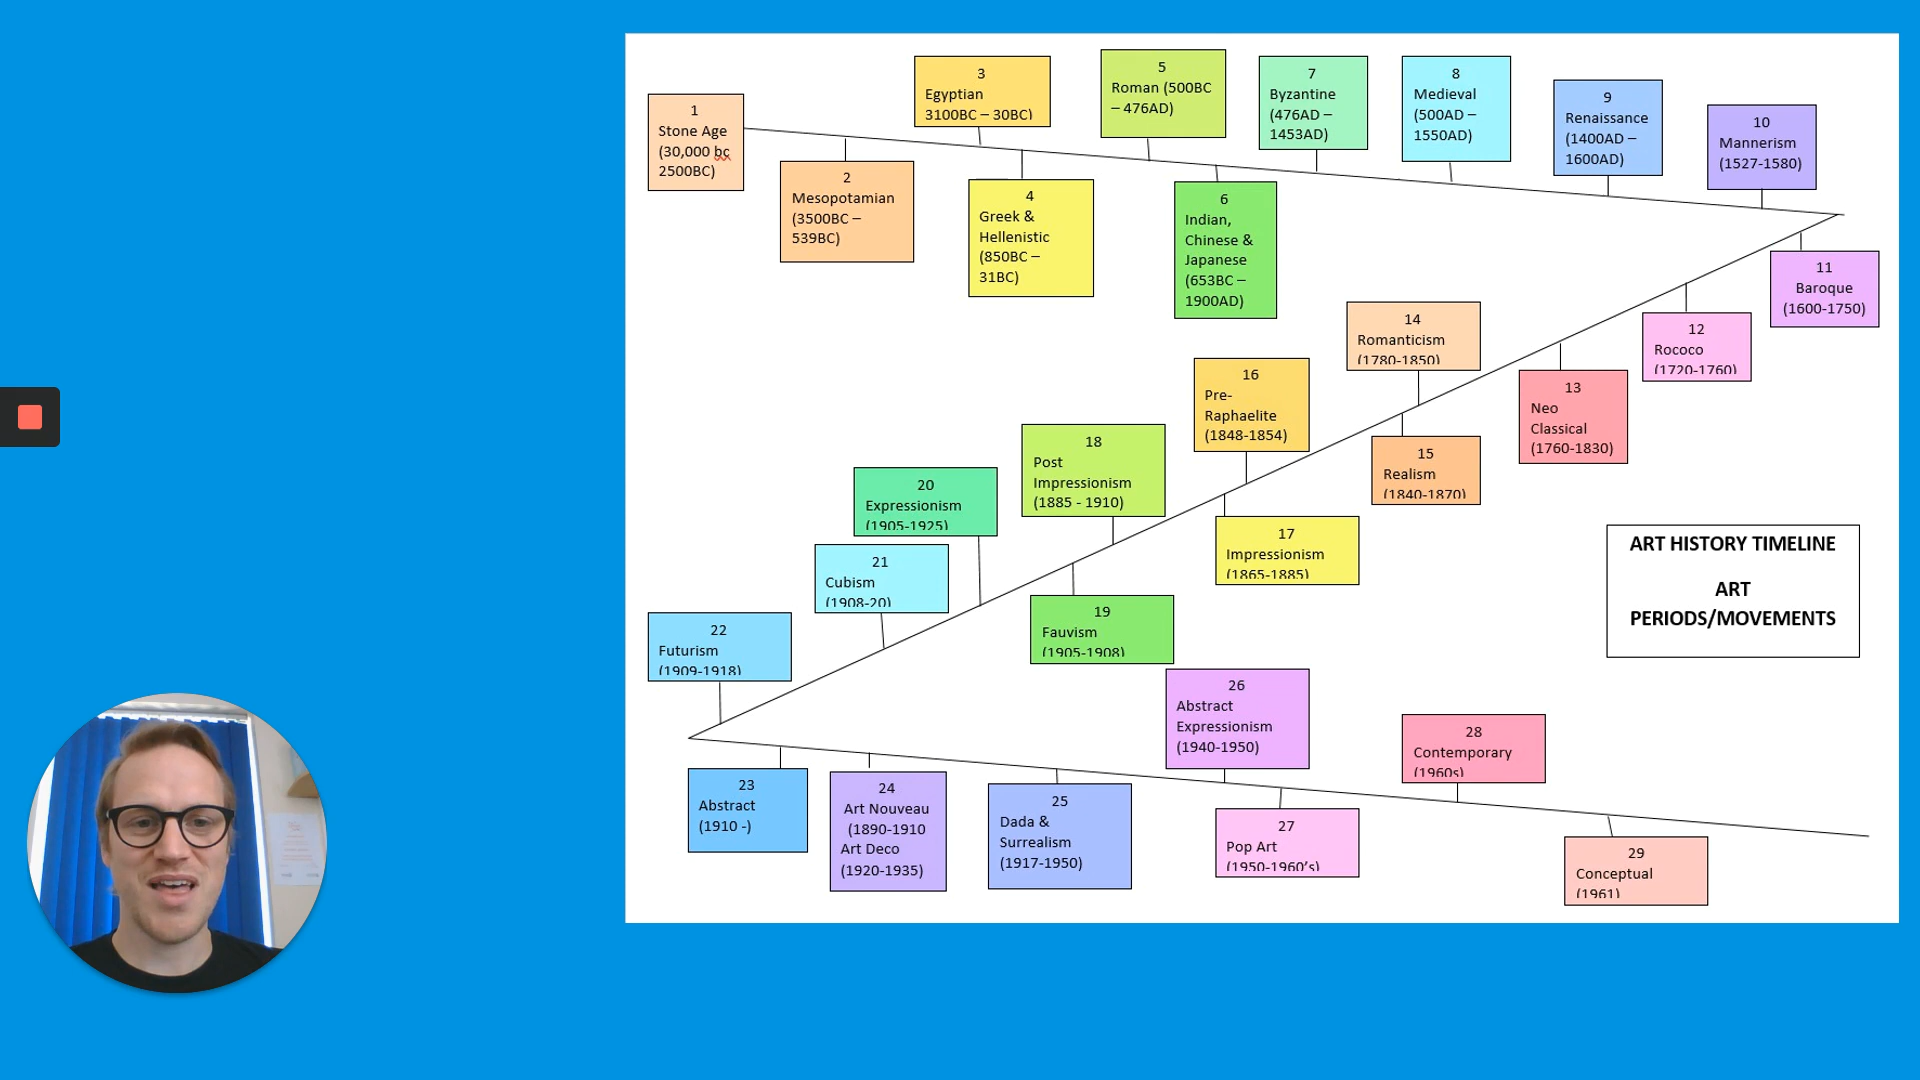 1
Stone Age
(30,000 bc
2500BC)
2
Mesopotamian
(3500BC –
539BC)
3
Egyptian
3100BC – 30BC)
4
Greek &
Hellenistic
(850BC –
31BC)
5
Roman (500BC
– 476AD)
6
Indian,
Chinese &
Japanese
(653BC –
1900AD)
7
Byzantine
(476AD –
1453AD)
8
Medieval
(500AD –
1550AD)
9
Renaissance
(1400AD –
1600AD)
10
Mannerism
(1527-1580)
11
Baroque
(1600-1750)
12
Rococo
(1720-1760)
13
Neo
Classical
(1760-1830)
14
Romanticism
(1780-1850)
15
Realism
(1840-1870)
16
Pre-
Raphaelite
(1848-1854)
17
Impressionism
(1865-1885)
18
Post
Impressionism
(1885 - 1910)
19
Fauvism
(1905-1908)
20
Expressionism
(1905-1925)
21
Cubism
(1908-20)
22
Futurism
(1909-1918)
23
Abstract
(1910 -)
24
Art Nouveau
(1890-1910
Art Deco
(1920-1935)
25
Dada &
Surrealism
(1917-1950)
26
Abstract
Expressionism
(1940-1950)
27
Pop Art
(1950-1960’s)
28
Contemporary
(1960s)
29
Conceptual
(1961)
ART HISTORY TIMELINE
ART
PERIODS/MOVEMENTS